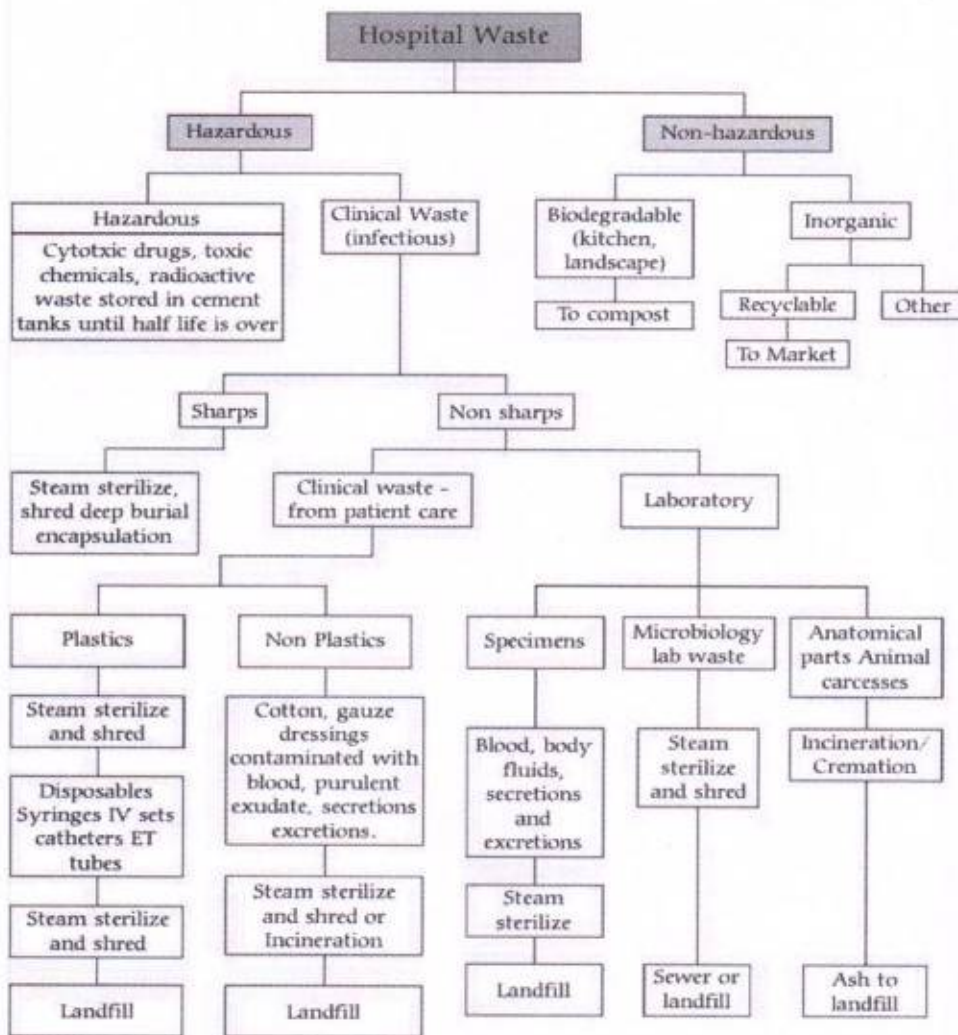 Hospital Waste
Hazardous
Non-hazardous
Hazardous
Cytotxic drugs, toxic
chemicals, radioactive
waste stored in cement
tanks until half life is over
Clinical Waste
(infectious)
Biodegradable
(kitchen,
landscape)
To compost
Inorganic
Recyclable
To Market
Other
Sharps
Non sharps
Steam sterilize,
shred deep burial
encapsulation
Clinical waste -
from patient care
Laboratory
Plastics
Steam sterilize
and shred
Disposables
Syringes IV sets
catheters ET
tubes
Steam sterilize
and shred
Landfill
Non Plastics
Cotton, gauze
dressings
contaminated with
blood, purulent
exudate, secretions
excretions.
Steam sterilize
and shred or
Incineration
Landfill
Specimens
Blood, body
fluids,
secretions
and
excretions
Steam
sterilize
Landfill
Microbiology
lab waste
Steam
sterilize
and shred
Sewer or
landfill
Anatomical
parts Animal
carcesses
Incineration/
Cremation
Ash to
landfill